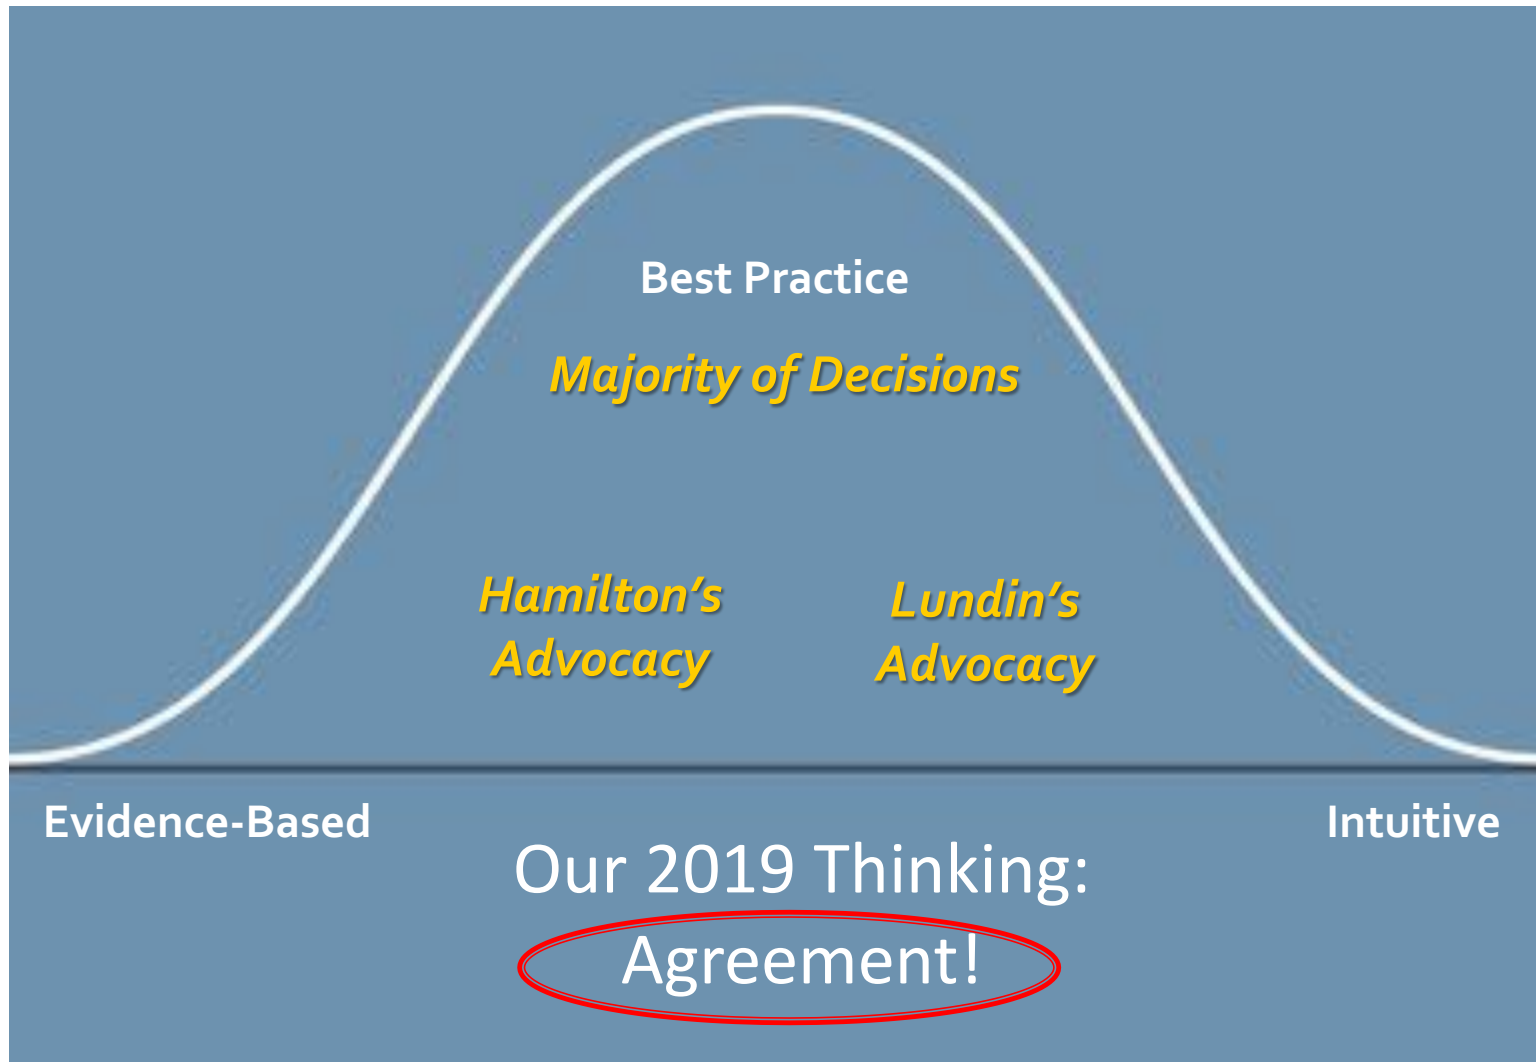 Best Practice
Majority of Decisions
Hamilton’s
Advocacy
Lundin’s
Advocacy
Evidence-Based
Intuitive
Our 2019 Thinking:
Agreement!